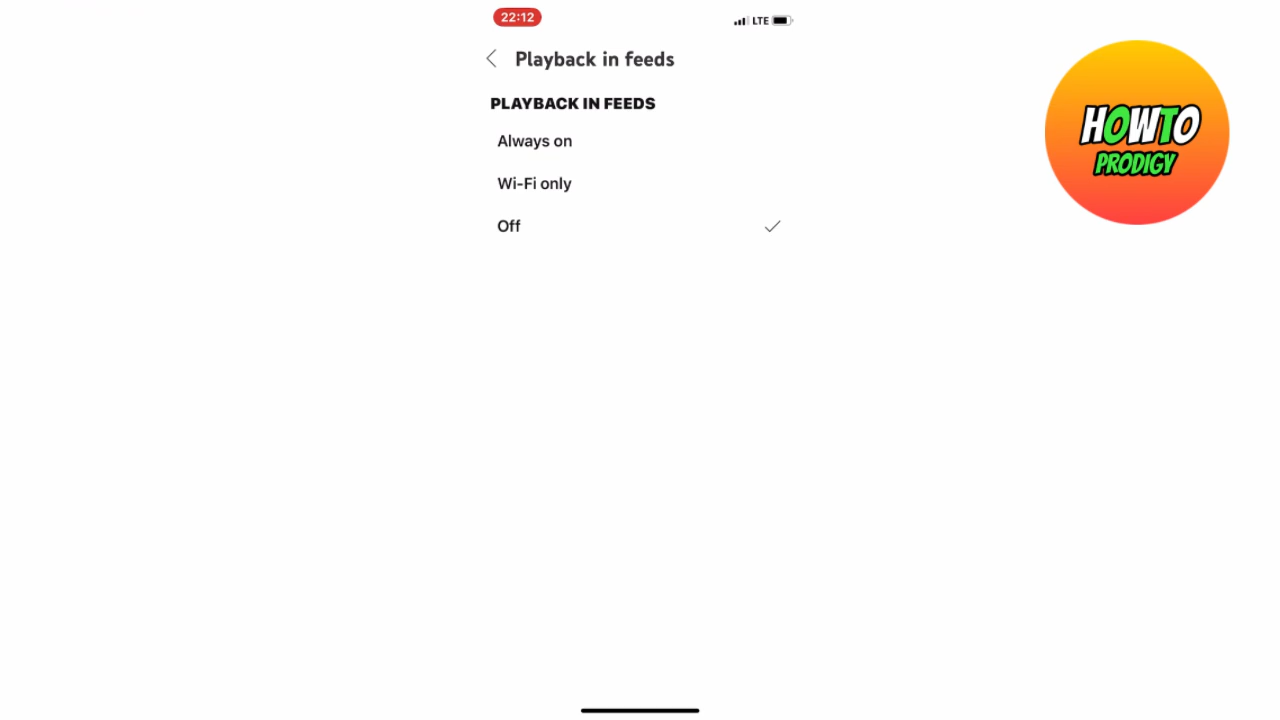 22:12
LTE
Playback in feeds
PLAYBACK IN FEEDS
Always on
Wi-Fi only
Off
HOWTO
PRODIGY